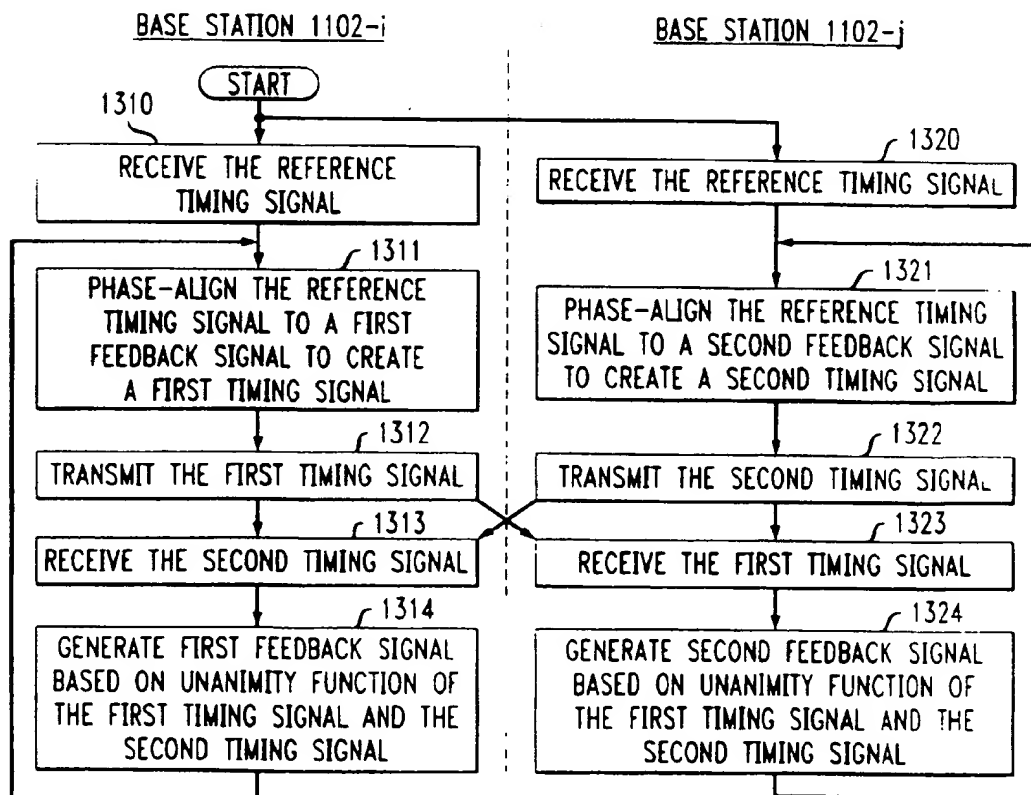 BASE STATION 1102-i
BASE STATION 1102-j
START
1310
RECEIVE THE REFERENCE
TIMING SIGNAL
1320
RECEIVE THE REFERENCE TIMING SIGNAL
1311
PHASE-ALIGN THE REFERENCE
TIMING SIGNAL TO A FIRST
FEEDBACK SIGNAL TO CREATE
A FIRST TIMING SIGNAL
1321
PHASE-ALIGN THE REFERENCE TIMING
SIGNAL TO A SECOND FEEDBACK SIGNAL
TO CREATE A SECOND TIMING SIGNAL
1312
TRANSMIT THE FIRST TIMING SIGNAL
1322
TRANSMIT THE SECOND TIMING SIGNAL
1313
RECEIVE THE SECOND TIMING SIGNAL
1323
RECEIVE THE FIRST TIMING SIGNAL
1314
GENERATE FIRST FEEDBACK SIGNAL
BASED ON UNANIMITY FUNCTION OF
THE FIRST TIMING SIGNAL AND THE
SECOND TIMING SIGNAL
1324
GENERATE SECOND FEEDBACK SIGNAL
BASED ON UNANIMITY FUNCTION OF
THE FIRST TIMING SIGNAL AND THE
SECOND TIMING SIGNAL